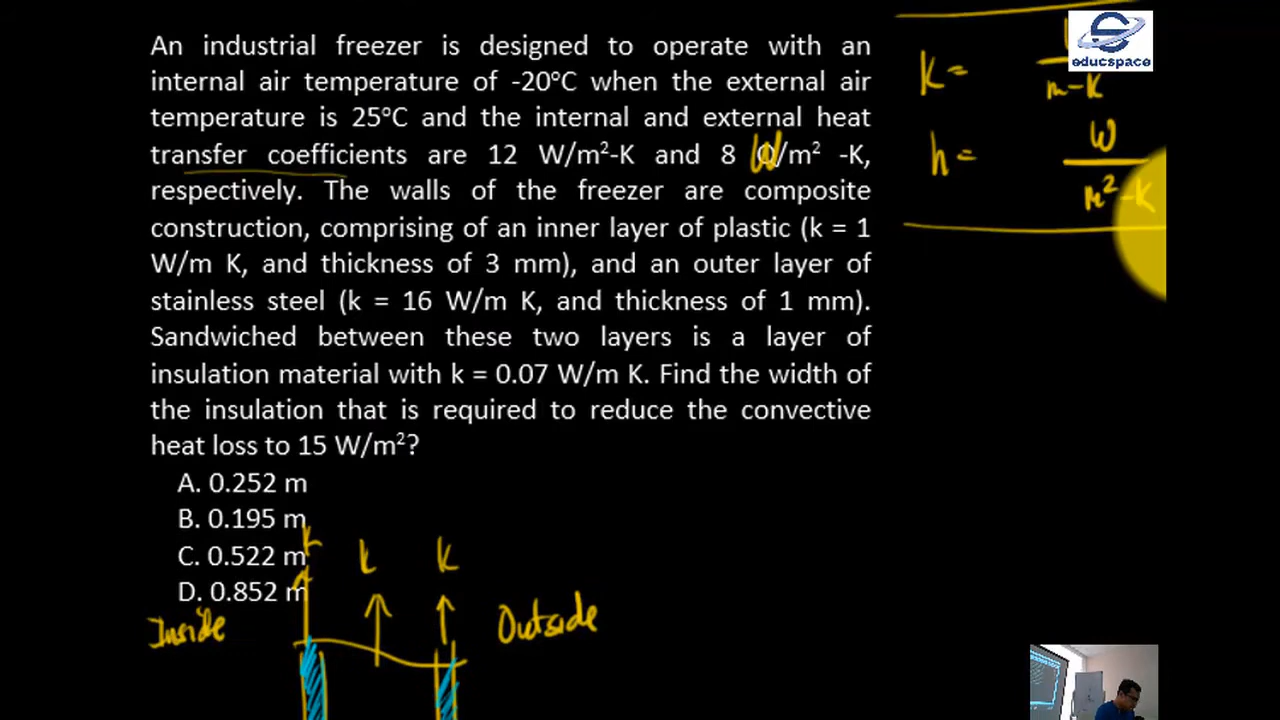 An industrial freezer is designed to operate with an
internal air temperature of -20°C when the external air
temperature is 25°C and the internal and external heat
transfer coefficients are 12 W/m²-K and 8 W/m² -K,
respectively. The walls of the freezer are composite
construction, comprising of an inner layer of plastic (k = 1
W/m K, and thickness of 3 mm), and an outer layer of
stainless steel (k = 16 W/m K, and thickness of 1 mm).
Sandwiched between these two layers is a layer of
insulation material with k = 0.07 W/m K. Find the width of
the insulation that is required to reduce the convective
heat loss to 15 W/m²?
A. 0.252 m
B. 0.195 m
C. 0.522 m
D. 0.852 m
k k k
Inside Outside
educspace
k =
m-K
h = W
m²-K